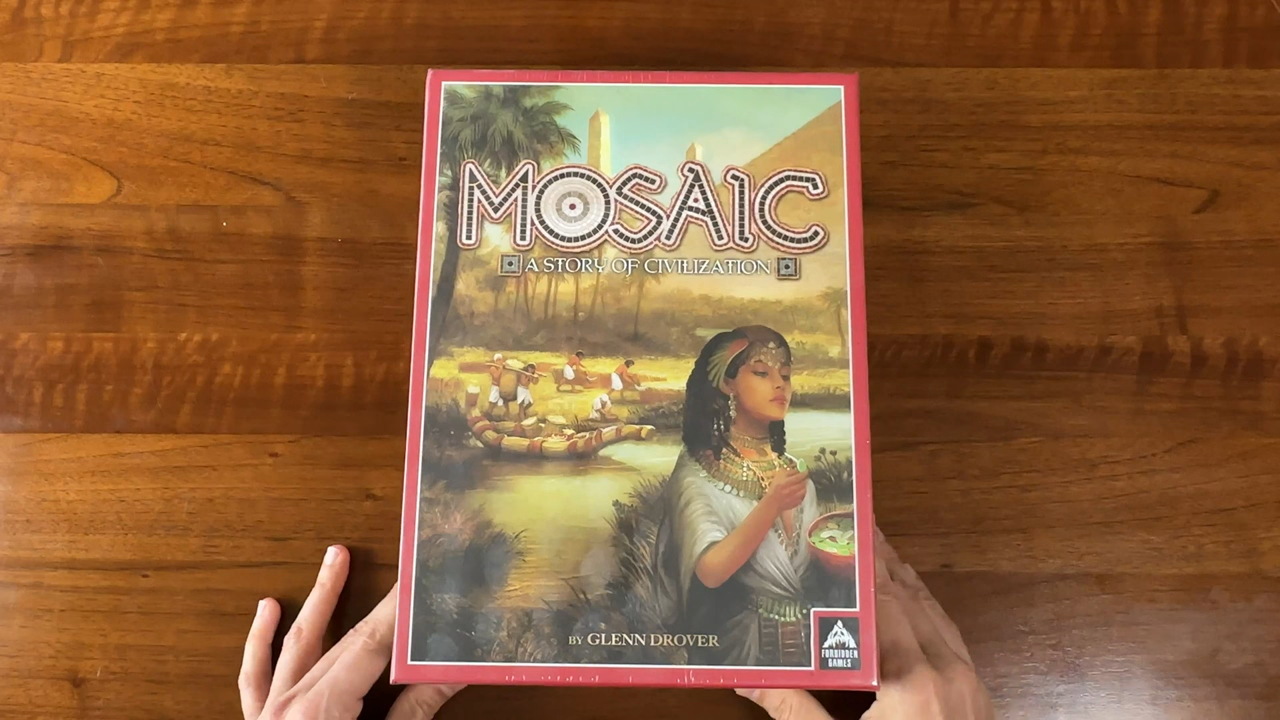 MOSAIC
A STORY OF CIVILIZATION
BY GLENN DROVER
FORBIDDEN
GAMES